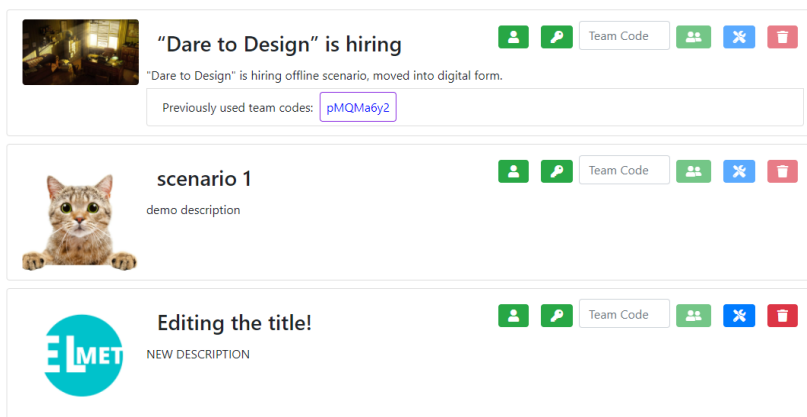 “Dare to Design” is hiring
Team Code
"Dare to Design" is hiring offline scenario, moved into digital form.
Previously used team codes: pMQMa6y2
scenario 1
Team Code
demo description
Editing the title!
Team Code
NEW DESCRIPTION
ELMET